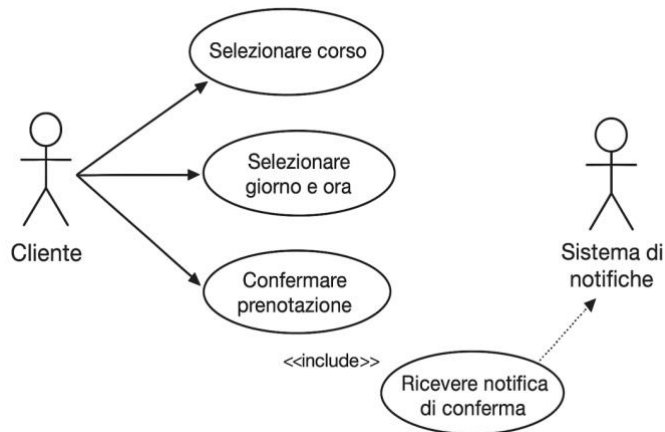 Selezionare corso
Selezionare
giorno e ora
Cliente
Sistema di
notifiche
Confermare
prenotazione
<<include>>
Ricevere notifica
di conferma